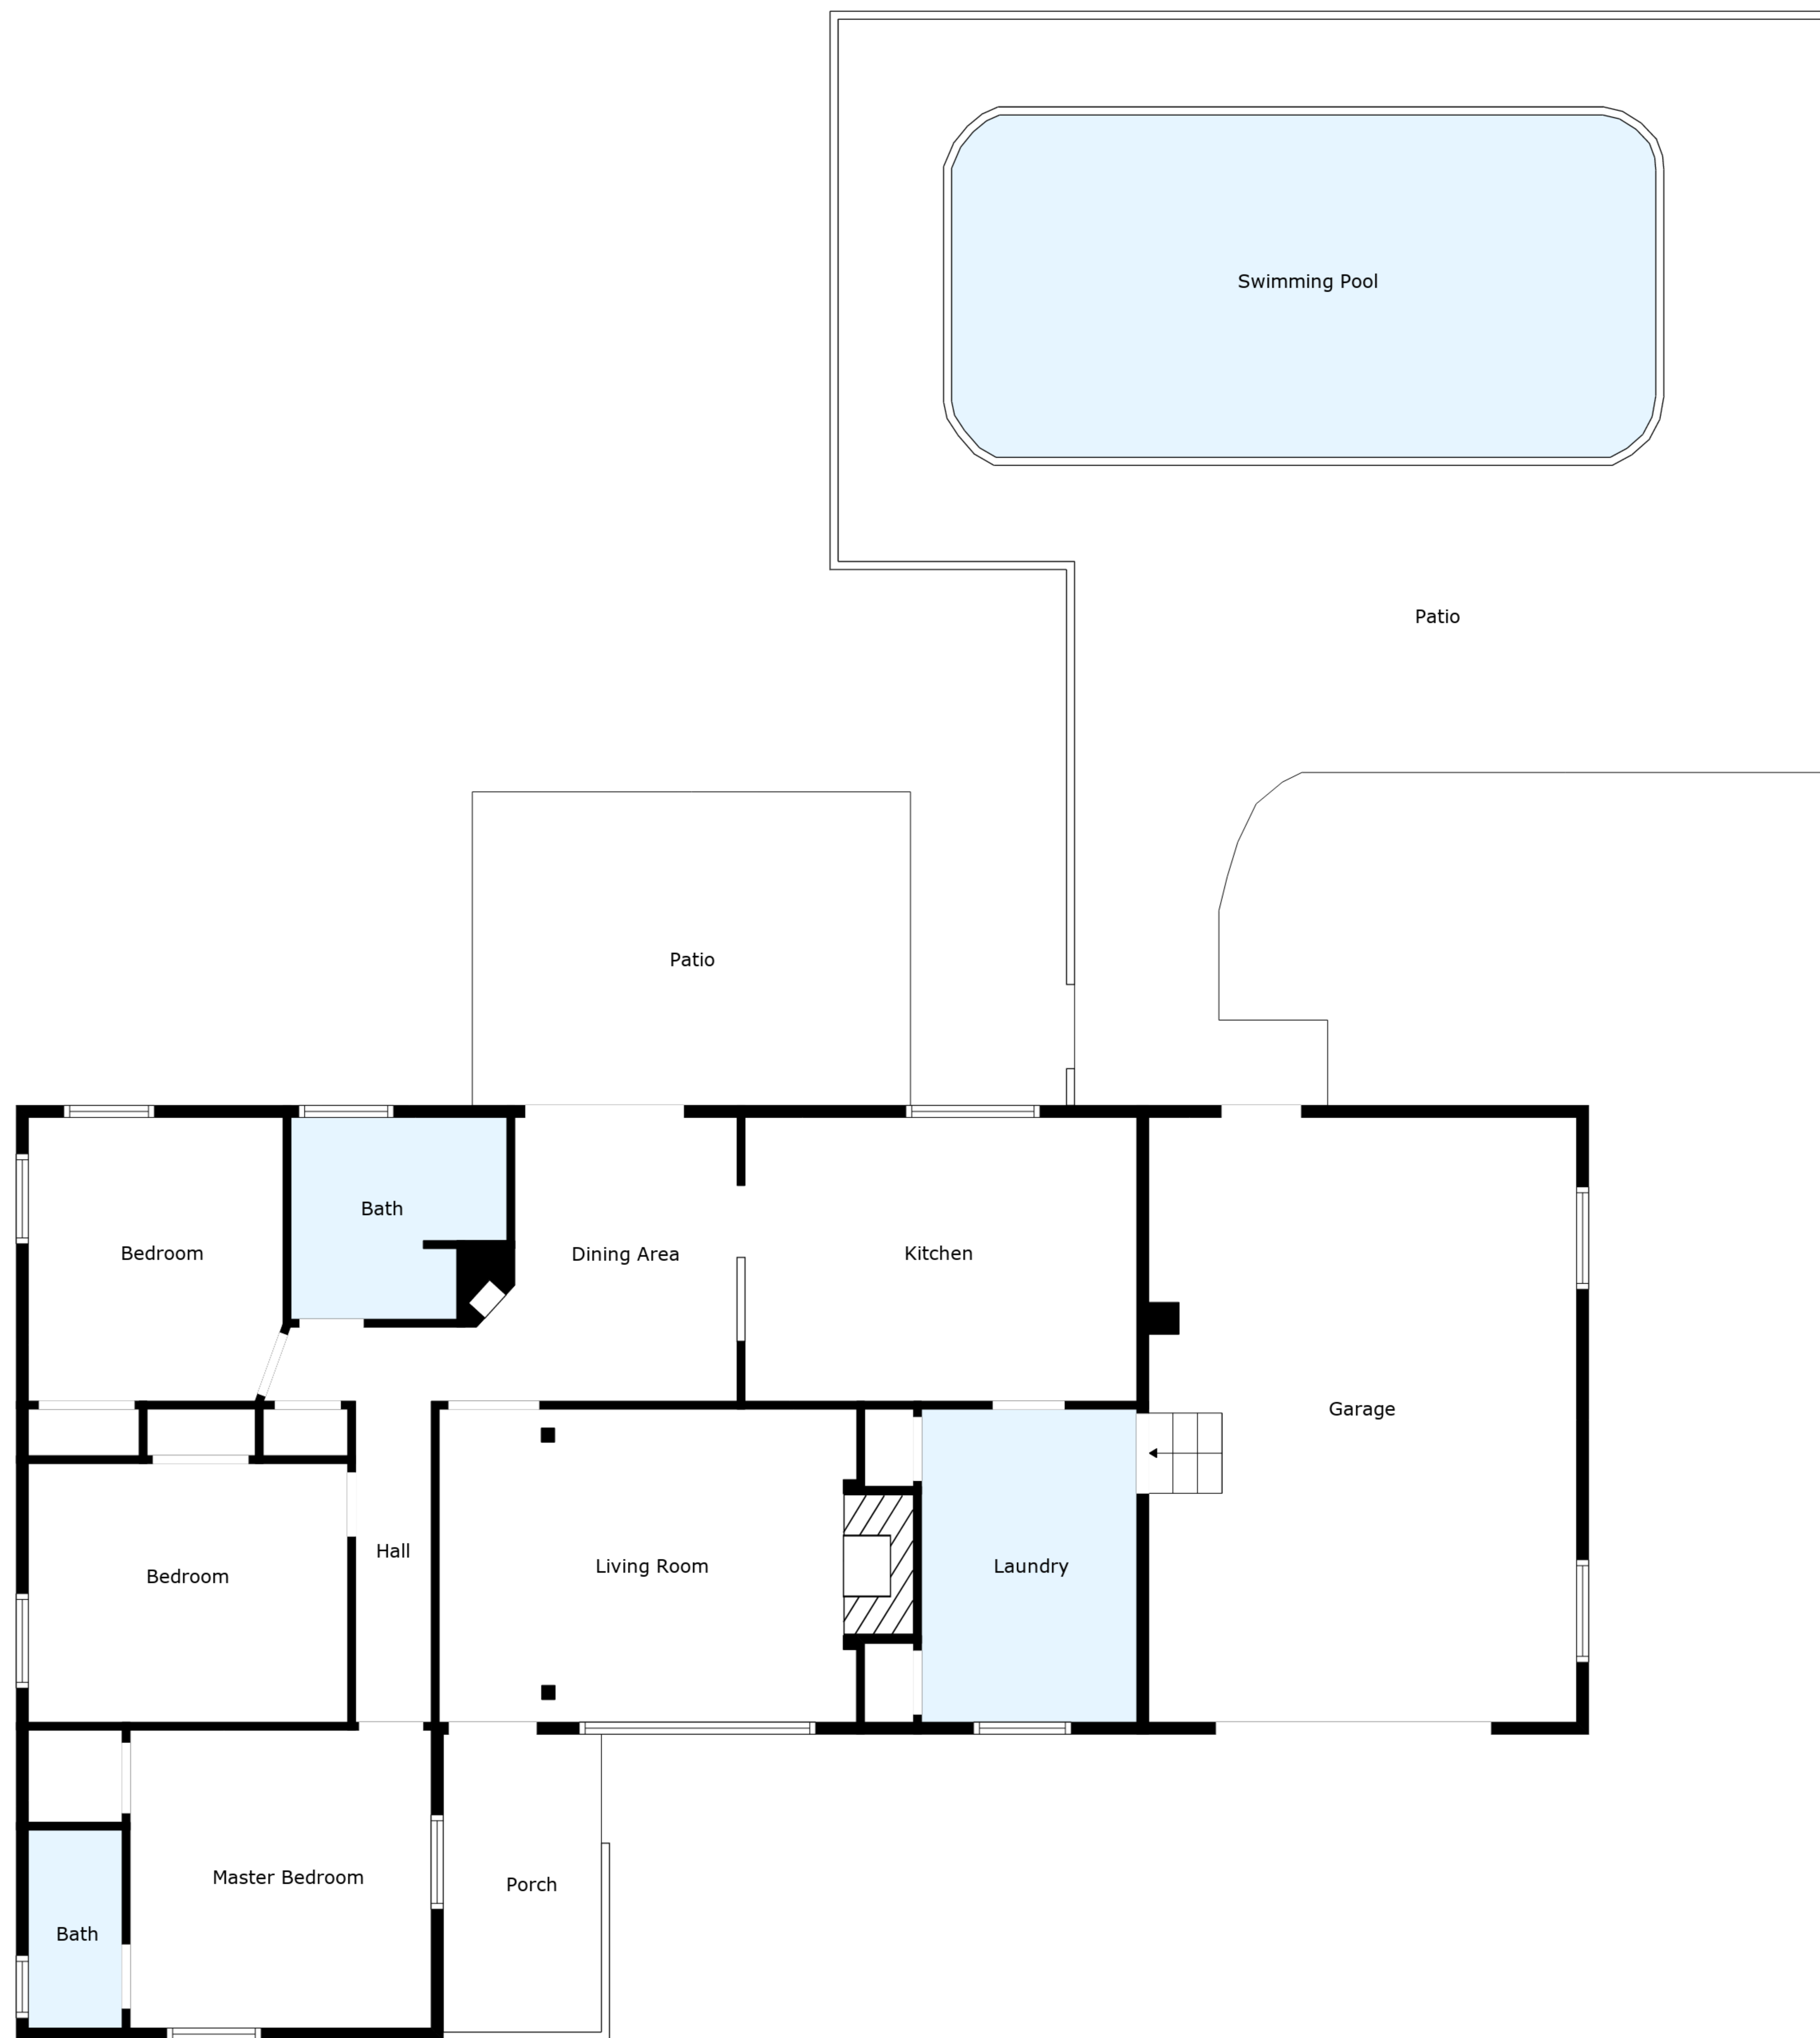 Swimming Pool
Patio
Patio
Bath
Bedroom
Dining Area
Kitchen
Garage
Hall
Living Room
Laundry
Bedroom
Master Bedroom
Porch
Bath